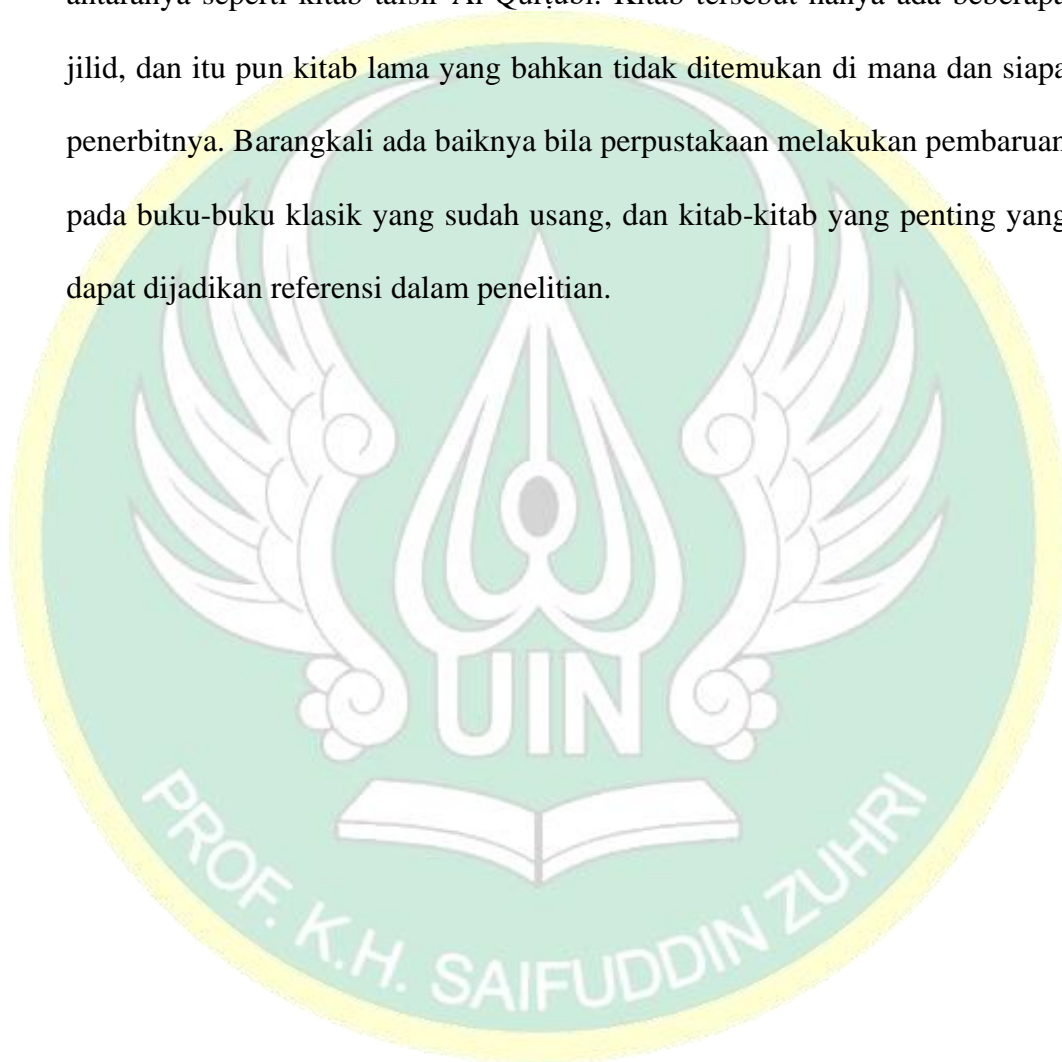 antaranya seperti kitab tafsir Al-Qurṭubi. Kitab tersebut hanya ada beberapa
jilid, dan itu pun kitab lama yang bahkan tidak ditemukan di mana dan siapa
penerbitnya. Barangkali ada baiknya bila perpustakaan melakukan pembaruan
pada buku-buku klasik yang sudah usang, dan kitab-kitab yang penting yang
dapat dijadikan referensi dalam penelitian.
UIN
PROF. K.H. SAIFUDDIN ZUHRI